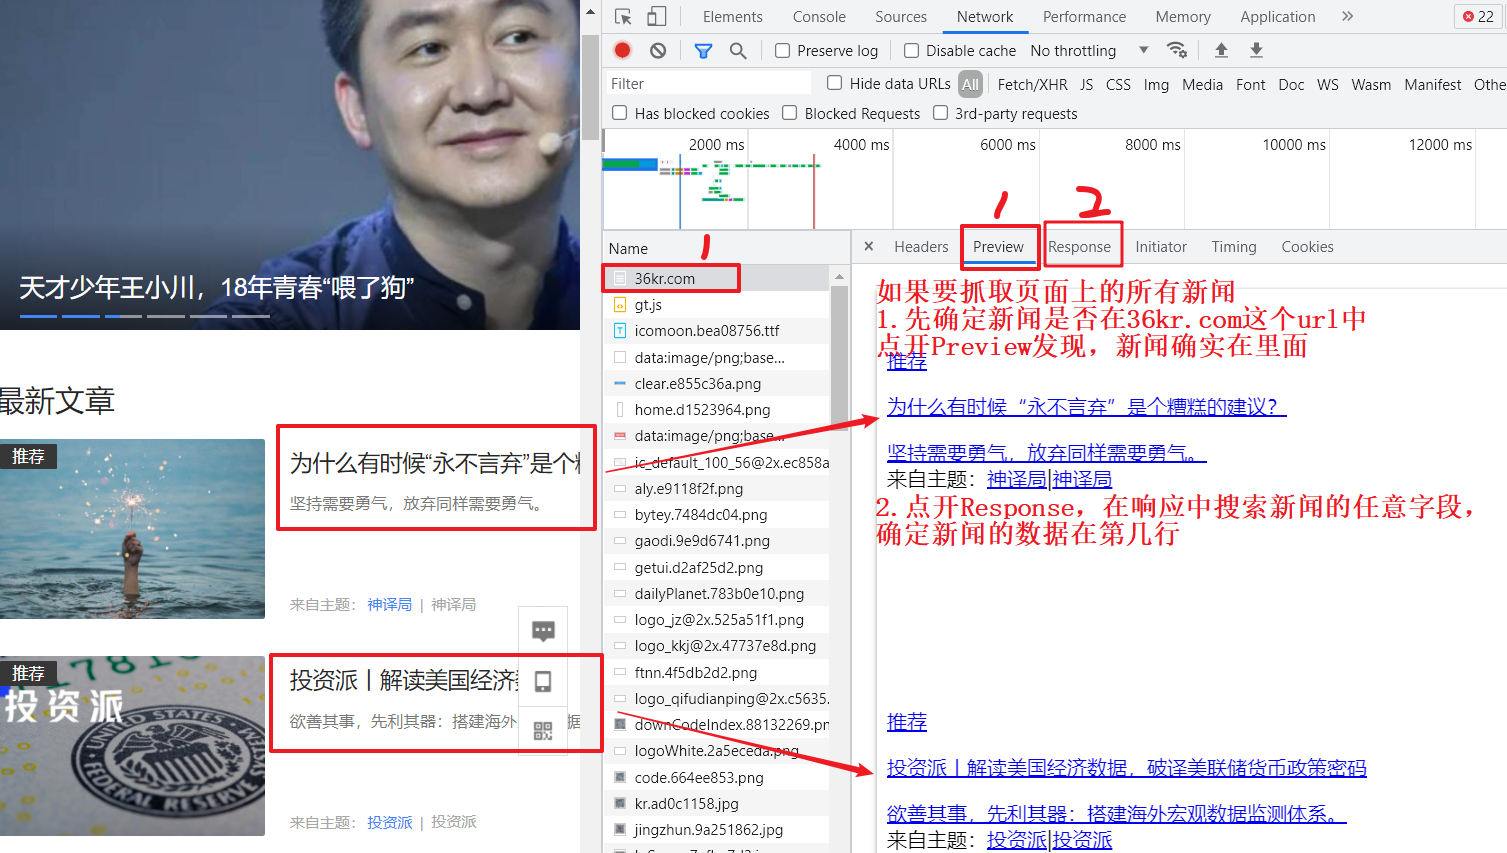 天才少年王小川，18年青春“喂了狗”
最新文章
推荐
为什么有时候“永不言弃”是个糟
坚持需要勇气，放弃同样需要勇气。
来自主题： 神译局 | 神译局
推荐
投资派
投资派丨解读美国经济数
欲善其事，先利其器：搭建海外
据
来自主题： 投资派 | 投资派
Elements Console Sources Network Performance Memory Application » 22
Preserve log Disable cache No throttling
Filter Hide data URLs All Fetch/XHR JS CSS Img Media Font Doc WS Wasm Manifest Othe
Has blocked cookies Blocked Requests 3rd-party requests
2000 ms 4000 ms 6000 ms 8000 ms 10000 ms 12000 ms
1 2
1
Name
× Headers Preview Response Initiator Timing Cookies
36kr.com
gt.js
icomoon.bea08756.ttf
data:image/png;base...
clear.e855c36a.png
home.d1523964.png
data:image/png;base...
ic_default_100_56@2x.ec858a
aly.e9118f2f.png
bytey.7484dc04.png
gaodi.9e9d6741.png
getui.d2af25d2.png
dailyPlanet.783b0e10.png
logo_jz@2x.525a51f1.png
logo_kkj@2x.47737e8d.png
ftnn.4f5db2d2.png
logo_qifudianping@2x.c5635.
downCodeIndex.88132269.pn
logoWhite.2a5eceda.png
code.664ee853.png
kr.ad0c1158.jpg
jingzhun.9a251862.jpg
如果要抓取页面上的所有新闻
1.先确定新闻是否在36kr.com这个url中
点开Preview发现，新闻确实在里面
推荐
为什么有时候“永不言弃”是个糟糕的建议？
坚持需要勇气，放弃同样需要勇气。
来自主题：神译局|神译局
2.点开Response，在响应中搜索新闻的任意字段，
确定新闻的数据在第几行
推荐
投资派丨解读美国经济数据，破译美联储货币政策密码
欲善其事，先利其器：搭建海外宏观数据监测体系。
来自主题：投资派|投资派